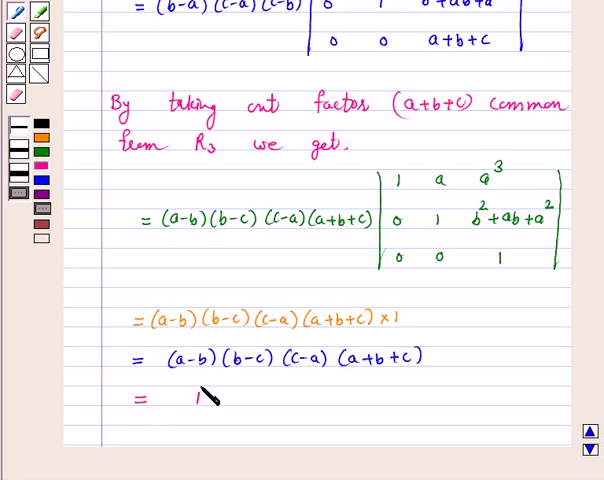 = (b-a)(c-a)(c-b) | 0 1 b²+ab+a² |
0 0 a+b+c
By taking out factor (a+b+c) common
from R₃ we get.
= (a-b)(b-c)(c-a)(a+b+c) | 1 a a³ |
0 1 b²+ab+a²
0 0 1
= (a-b)(b-c)(c-a)(a+b+c) × 1
= (a-b)(b-c)(c-a)(a+b+c)
=